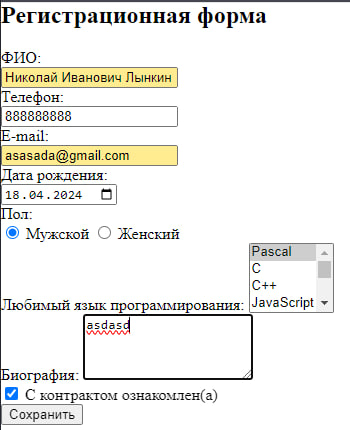 Регистрационная форма
ФИО:
Николай Иванович Лынкин
Телефон:
888888888
E-mail:
asasada@gmail.com
Дата рождения:
18.04.2024
Пол:
Мужской Женский
Pascal
C
C++
Любимый язык программирования: JavaScript
asdasd
Биография:
С контрактом ознакомлен(а)
Сохранить